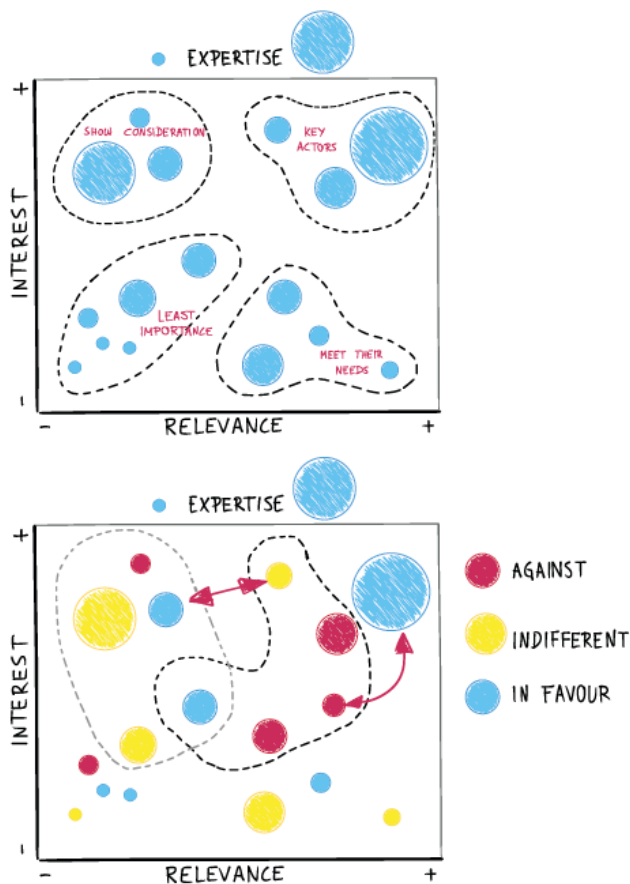 EXPERTISE
+
SHOW CONSIDERATION
KEY
ACTORS
INTEREST
LEAST
IMPORTANCE
MEET THEIR
NEEDS
-
- RELEVANCE +
EXPERTISE
+
AGAINST
INDIFFERENT
IN FAVOUR
INTEREST
-
- RELEVANCE +